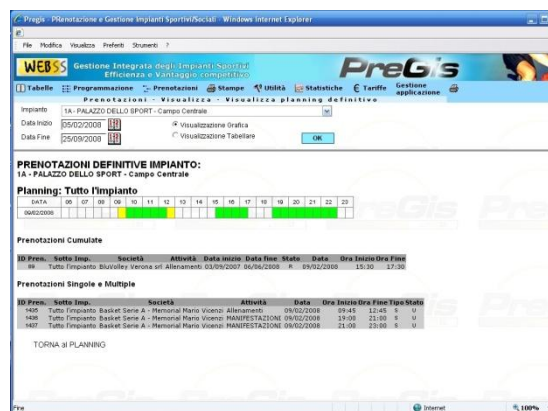 Pregis - PRenotazione e Gestione Impianti Sportivi/Sociali - Windows Internet Explorer
File Modifica Visualizza Preferiti Strumenti ?
WEBSS Gestione Integrata degli Impianti Sportivi
Efficienza e Vantaggio competitivo
PreGis
Tabelle Programmazione Prenotazioni Stampe Utilità Statistiche € Tariffe Gestione applicazione
Prenotazioni - Visualizza - Visualizza planning definitivo
Impianto 1A - PALAZZO DELLO SPORT - Campo Centrale
Data Inizio 05/02/2008 Visualizzazione Grafica
Data Fine 25/09/2008 Visualizzazione Tabellare OK
PRENOTAZIONI DEFINITIVE IMPIANTO:
1A - PALAZZO DELLO SPORT - Campo Centrale
Planning: Tutto l'impianto
DATA 06 07 08 09 10 11 12 13 14 15 16 17 18 19 20 21 22 23
09/02/2008
Prenotazioni Cumulate
ID Pren. Sotto Imp. Società Attività Data inizio Data fine Stato Data Ora Inizio Ora Fine
Tutto l'impianto BluVolley Verona srl Allenamenti 03/09/2007 06/06/2008 R 09/02/2008 15:30 17:30
Prenotazioni Singole e Multiple
ID Pren. Sotto Imp. Società Attività Data Ora Inizio Ora Fine Tipo Stato
1435 Tutto l'impianto Basket Serie A - Memorial Mario Vicenzi Allenamenti 09/02/2008 09:45 12:45 S U
1436 Tutto l'impianto Basket Serie A - Memorial Mario Vicenzi MANIFESTAZIONI 09/02/2008 19:00 21:00 S U
1437 Tutto l'impianto Basket Serie A - Memorial Mario Vicenzi MANIFESTAZIONI 09/02/2008 21:00 23:00 S U
TORNA al PLANNING
Fine Internet 100%